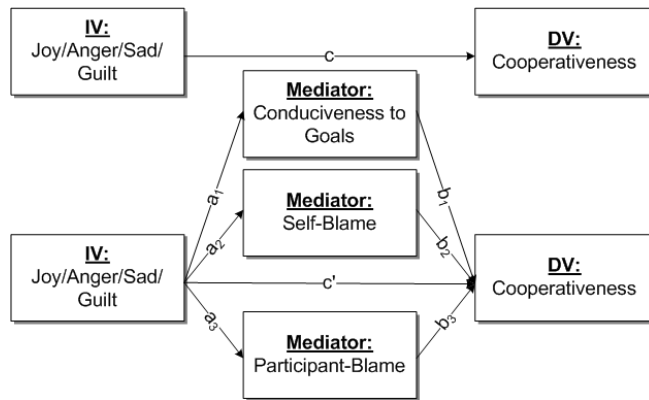 IV:
Joy/Anger/Sad/
Guilt
c
DV:
Cooperativeness
Mediator:
Conduciveness to
Goals
a1
b1
Mediator:
Self-Blame
a2
b2
IV:
Joy/Anger/Sad/
Guilt
c'
DV:
Cooperativeness
a3
b3
Mediator:
Participant-Blame